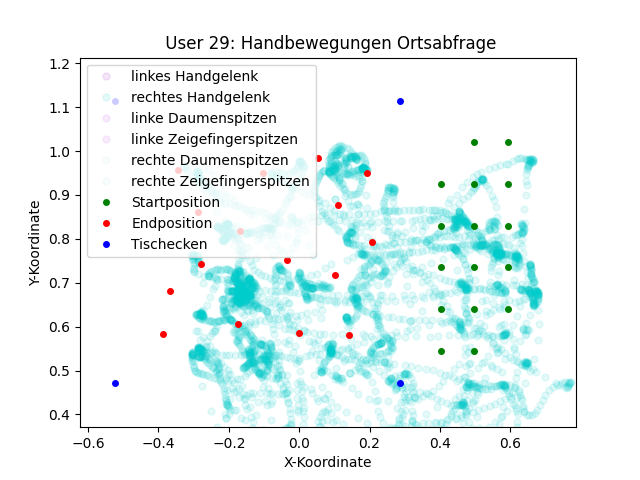 User 29: Handbewegungen Ortsabfrage
1.2
1.1
1.0
0.9
0.8
0.7
0.6
0.5
0.4
Y-Koordinate
linkes Handgelenk
rechtes Handgelenk
linke Daumenspitzen
linke Zeigefingerspitzen
rechte Daumenspitzen
rechte Zeigefingerspitzen
Startposition
Endposition
Tischecken
−0.6 −0.4 −0.2 0.0 0.2 0.4 0.6
X-Koordinate